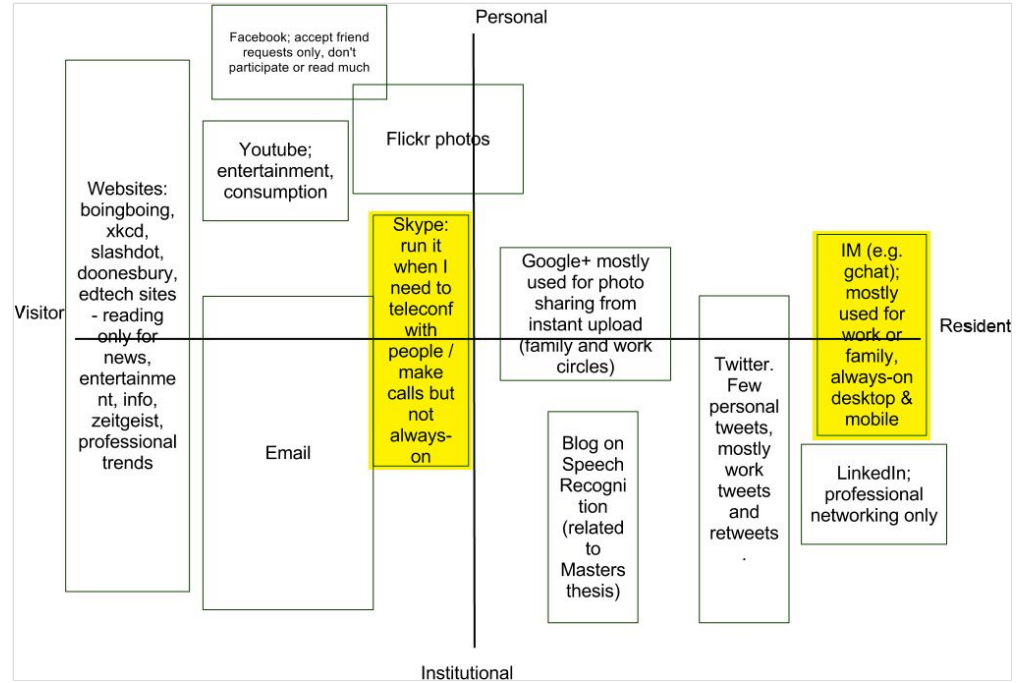 Personal
Facebook; accept friend
requests only, don't
participate or read much
Flickr photos
Youtube;
entertainment,
consumption
Websites:
boingboing,
xkcd,
slashdot,
doonesbury,
edtech sites
- reading
only for
news,
entertainme
nt, info,
zeitgeist,
professional
trends
Skype:
run it
when I
need to
teleconf
with
people /
make
calls but
not
always-
on
Google+ mostly
used for photo
sharing from
instant upload
(family and work
circles)
IM (e.g.
gchat);
mostly
used for
work or
family,
always-on
desktop &
mobile
Visitor
Resident
Email
Blog on
Speech
Recogni
tion
(related
to
Masters
thesis)
Twitter.
Few
personal
tweets,
mostly
work
tweets
and
retweets
.
LinkedIn;
professional
networking only
Institutional